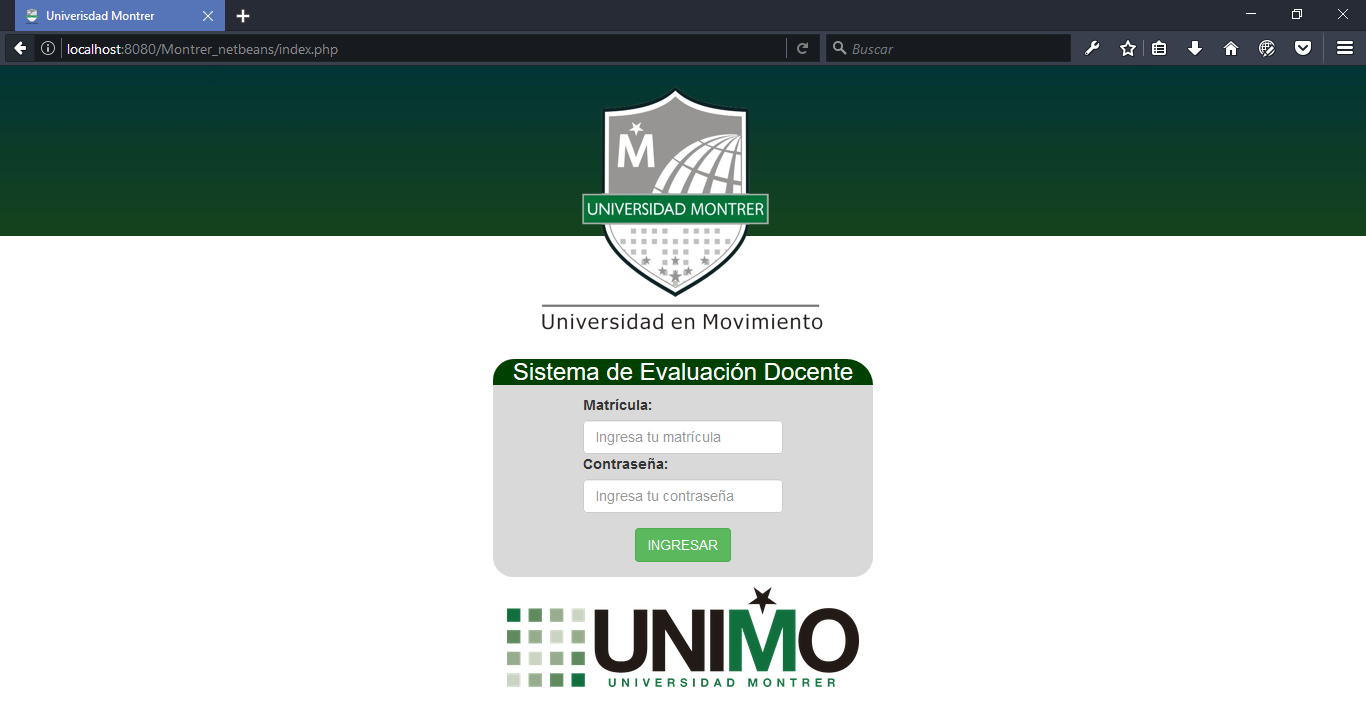 Univerisdad Montrer
localhost:8080/Montrer_netbeans/index.php
Buscar
M
UNIVERSIDAD MONTRER
Universidad en Movimiento
Sistema de Evaluación Docente
Matrícula:
Ingresa tu matrícula
Contraseña:
Ingresa tu contraseña
INGRESAR
UNIMO
UNIVERSIDAD MONTRER